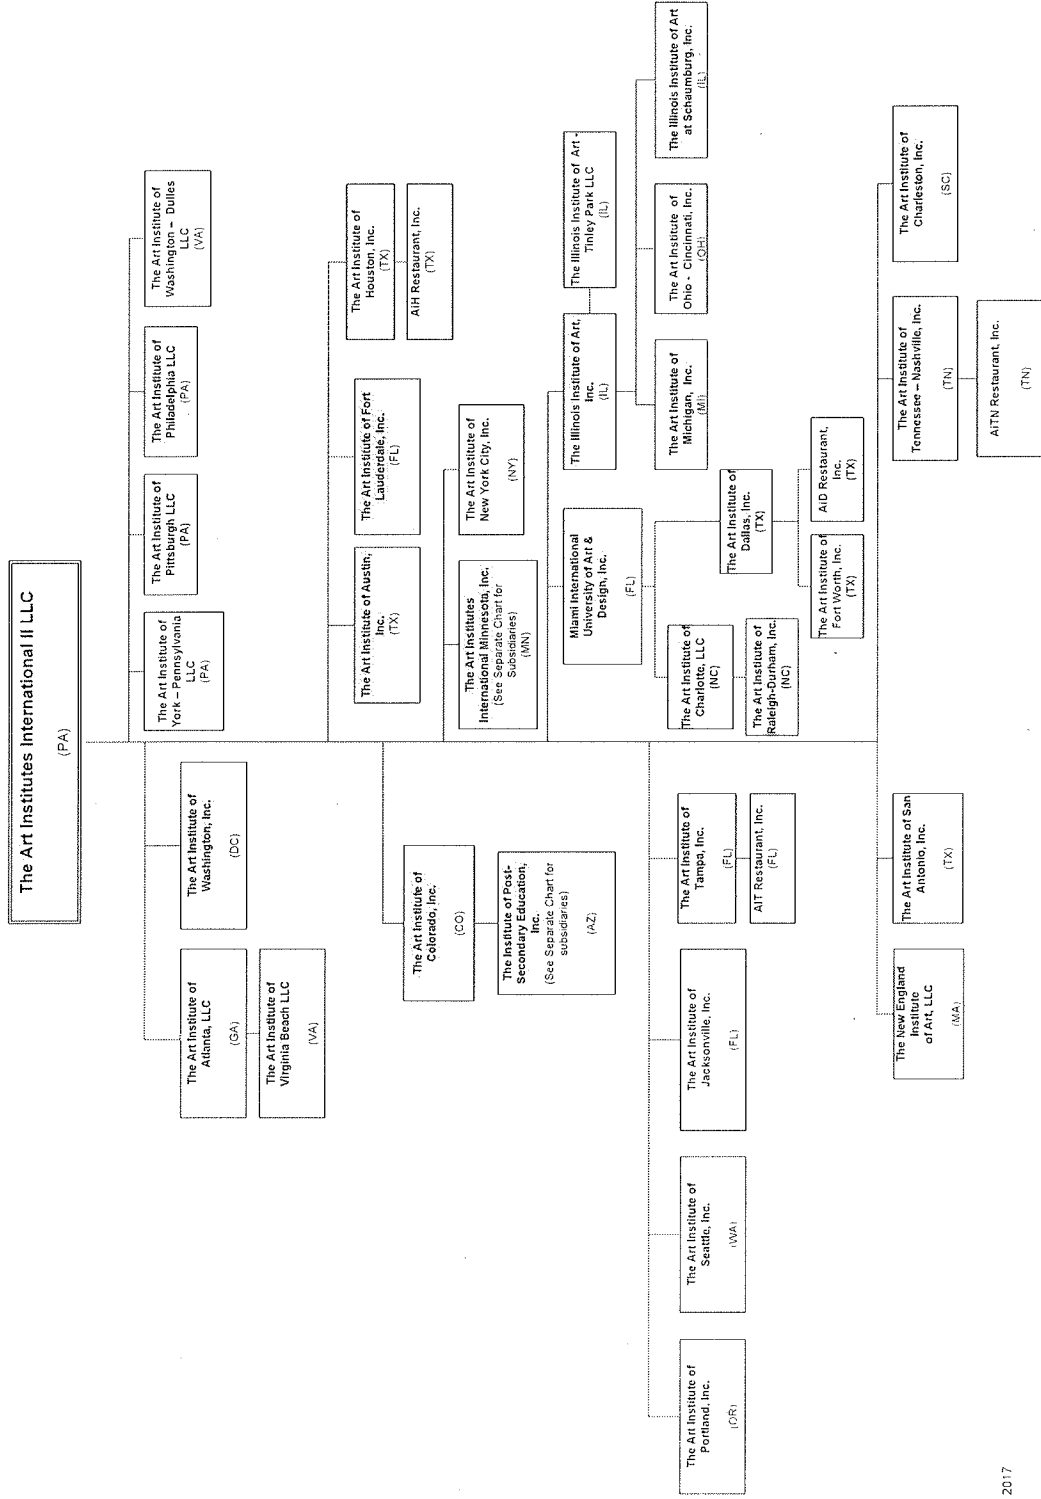 The Art Institutes International II LLC
(PA)
The Art Institute of
York – Pennsylvania
LLC
(PA)
The Art Institute of
Pittsburgh LLC
(PA)
The Art Institute of
Philadelphia LLC
(PA)
The Art Institute of
Washington – Dulles
LLC
(VA)
The Art Institute of
Atlanta, LLC
(GA)
The Art Institute of
Virginia Beach LLC
(VA)
The Art Institute of
Washington, Inc.
(DC)
The Art Institute of Austin,
Inc.
(TX)
The Art Institute of Fort
Lauderdale, Inc.
(FL)
The Art Institute of
Houston, Inc.
(TX)
AiH Restaurant, Inc.
(TX)
The Art Institute of
Colorado, Inc.
(CO)
The Institute of Post-
Secondary Education,
Inc.
(See Separate Chart for
subsidiaries)
(AZ)
The Art Institutes
International Minnesota, Inc.
(See Separate Chart for
Subsidiaries)
(MN)
The Art Institute of
New York City, Inc.
(NY)
Miami International
University of Art &
Design, Inc.
(FL)
The Illinois Institute of Art,
Inc.
(IL)
The Illinois Institute of Art -
Tinley Park LLC
(IL)
The Art Institute of
Michigan, Inc.
(MI)
The Art Institute of
Ohio - Cincinnati, Inc.
(OH)
The Illinois Institute of Art
at Schaumburg, Inc.
(IL)
The Art Institute of
Charlotte, LLC
(NC)
The Art Institute of
Raleigh-Durham, Inc.
(NC)
The Art Institute of
Dallas, Inc.
(TX)
The Art Institute of
Fort Worth, Inc.
(TX)
AiD Restaurant,
Inc.
(TX)
The Art Institute of
Portland, Inc.
(OR)
The Art Institute of
Seattle, Inc.
(WA)
The Art Institute of
Jacksonville, Inc.
(FL)
The Art Institute of
Tampa, Inc.
(FL)
AIT Restaurant, Inc.
(FL)
The New England
Institute
of Art, LLC
(MA)
The Art Institute of San
Antonio, Inc.
(TX)
The Art Institute of
Tennessee – Nashville, Inc.
(TN)
AiTN Restaurant, Inc.
(TN)
The Art Institute of
Charleston, Inc.
(SC)
2017